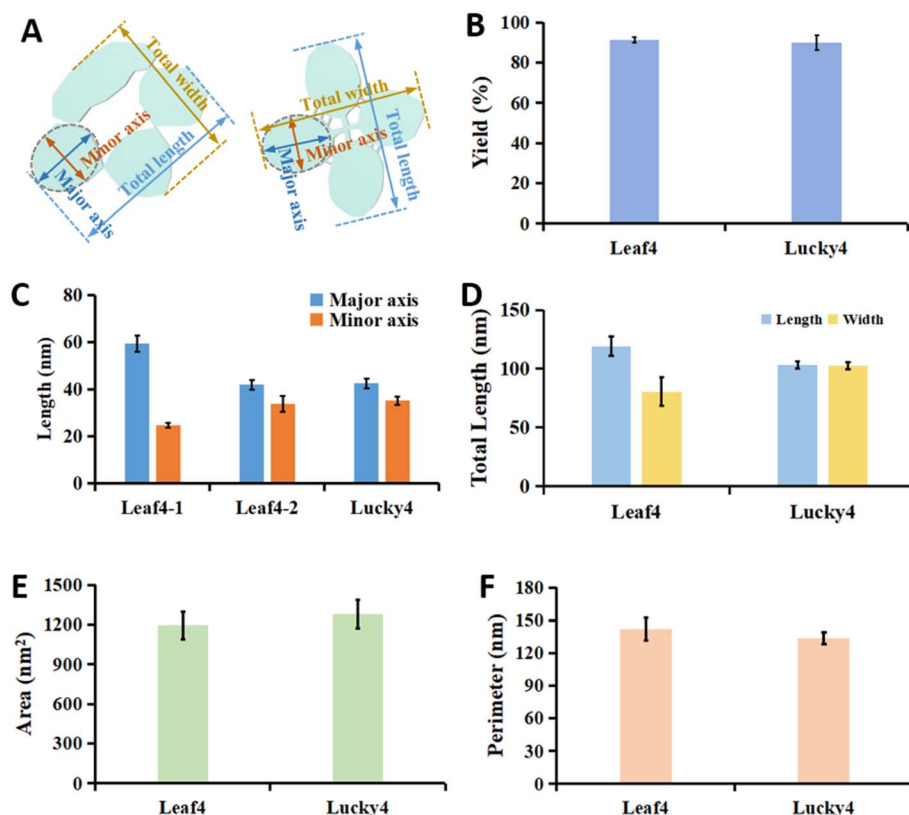 A
Total width
Minor axis
Major axis
Total length
Total width
Minor axis
Major axis
Total length
B
Yield (%)
100
80
60
40
20
0
Leaf4 Lucky4
C
Length (nm)
80
60
40
20
0
Major axis
Minor axis
Leaf4-1 Leaf4-2 Lucky4
D
Total Length (nm)
150
100
50
0
Length Width
Leaf4 Lucky4
E
Area (nm²)
1500
1200
900
600
300
0
Leaf4 Lucky4
F
Perimeter (nm)
180
150
120
90
60
30
0
Leaf4 Lucky4